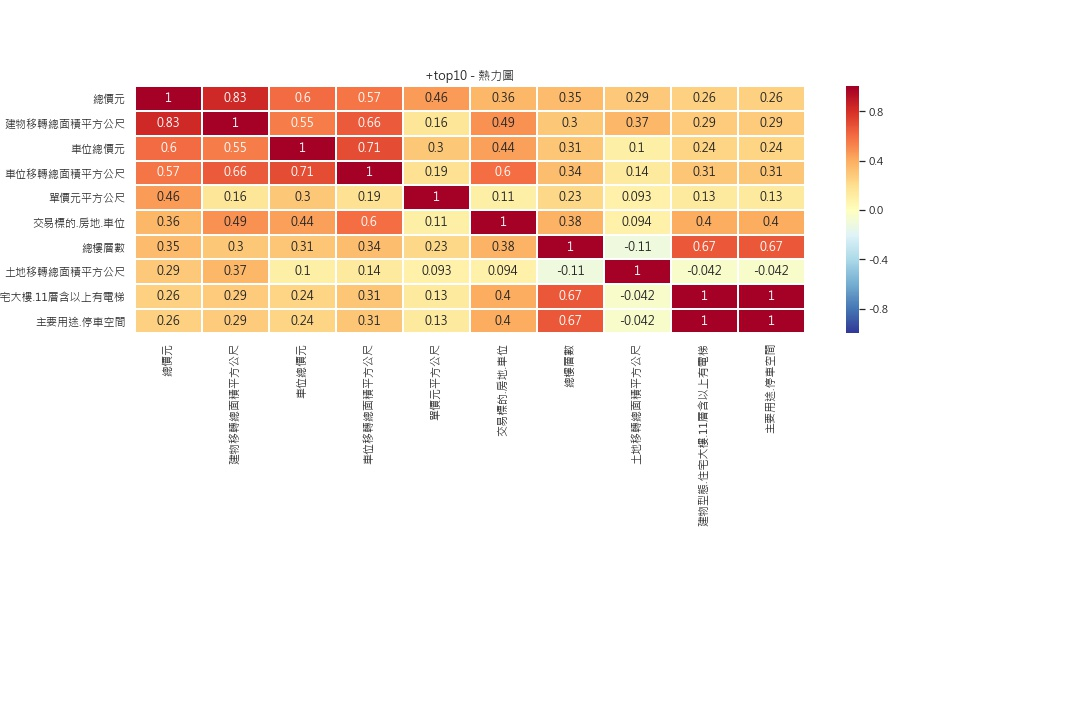 +top10 - 熱力圖
總價元 1 0.83 0.6 0.57 0.46 0.36 0.35 0.29 0.26 0.26
建物移轉總面積平方公尺 0.83 1 0.55 0.66 0.16 0.49 0.3 0.37 0.29 0.29
車位總價元 0.6 0.55 1 0.71 0.3 0.44 0.31 0.1 0.24 0.24
車位移轉總面積平方公尺 0.57 0.66 0.71 1 0.19 0.6 0.34 0.14 0.31 0.31
單價元平方公尺 0.46 0.16 0.3 0.19 1 0.11 0.23 0.093 0.13 0.13
交易標的.房地.車位 0.36 0.49 0.44 0.6 0.11 1 0.38 0.094 0.4 0.4
總樓層數 0.35 0.3 0.31 0.34 0.23 0.38 1 -0.11 0.67 0.67
土地移轉總面積平方公尺 0.29 0.37 0.1 0.14 0.093 0.094 -0.11 1 -0.042 -0.042
宅大樓.11層含以上有電梯 0.26 0.29 0.24 0.31 0.13 0.4 0.67 -0.042 1 1
主要用途.停車空間 0.26 0.29 0.24 0.31 0.13 0.4 0.67 -0.042 1 1
總價元
建物移轉總面積平方公尺
車位總價元
車位移轉總面積平方公尺
單價元平方公尺
交易標的.房地.車位
總樓層數
土地移轉總面積平方公尺
建物型態.住宅大樓.11層含以上有電梯
主要用途.停車空間
0.8
0.4
0.0
-0.4
-0.8